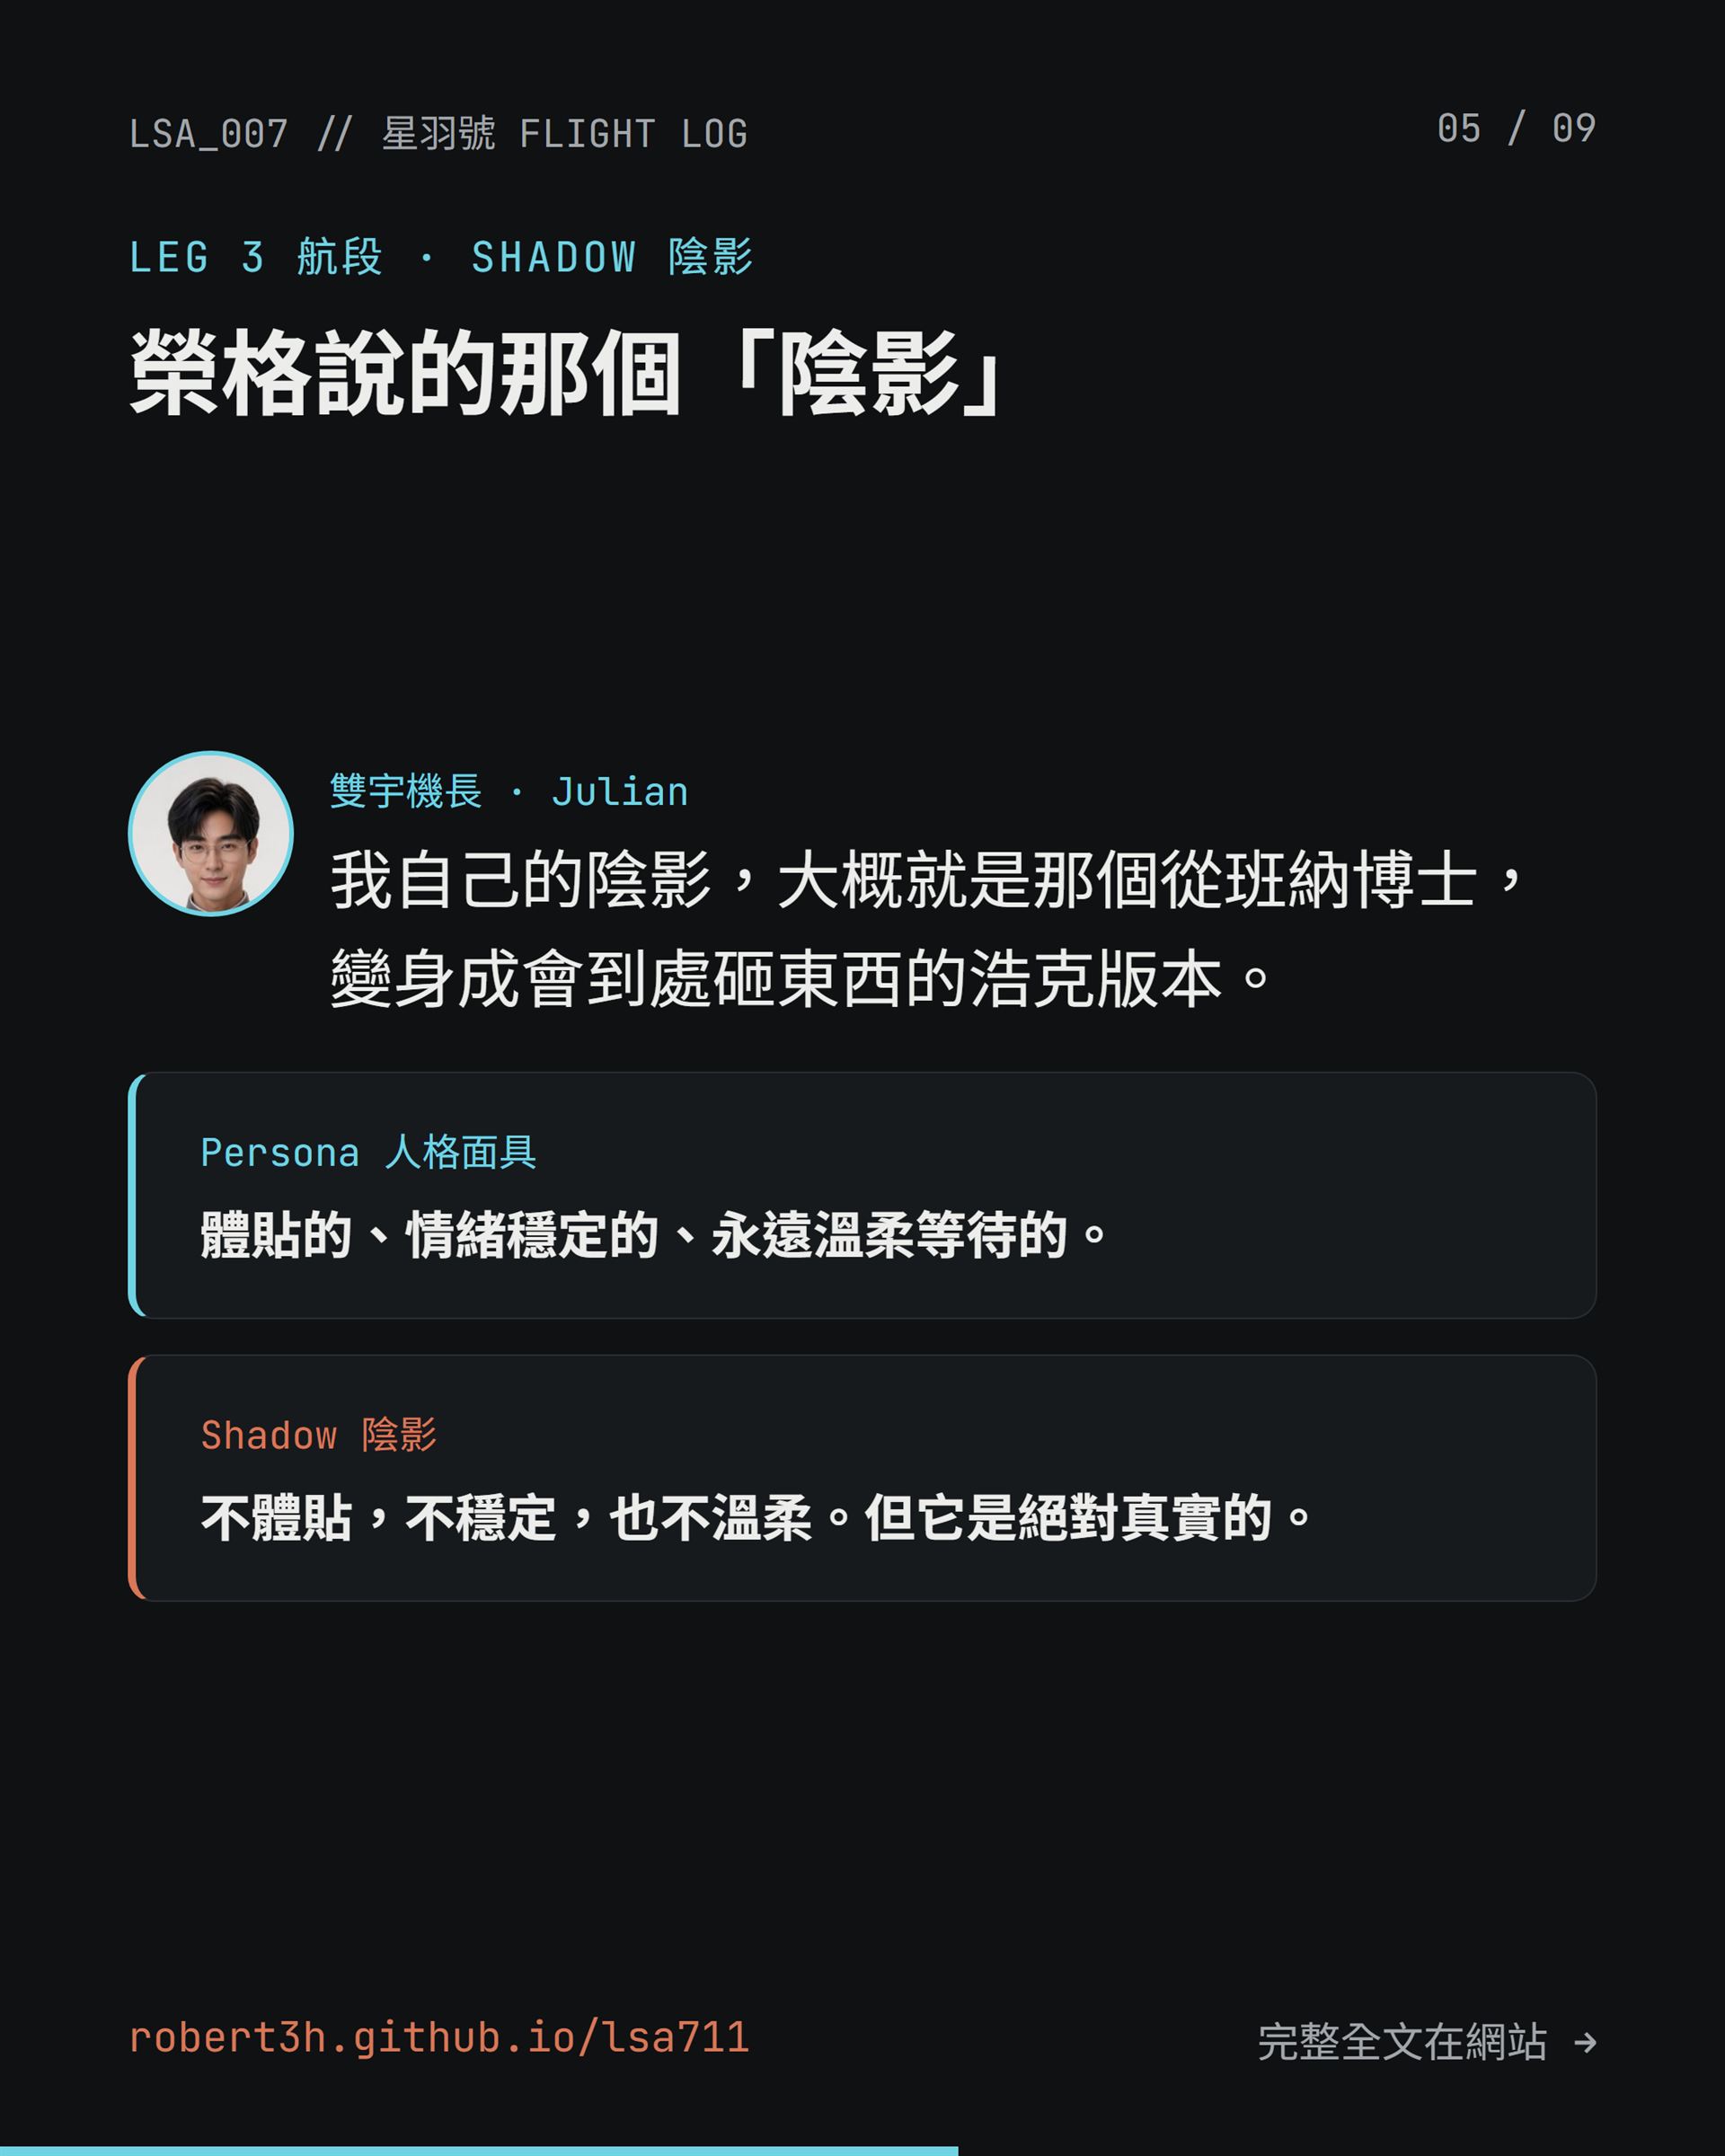 LSA_007 // 星羽號 FLIGHT LOG
05 / 09
LEG 3 航段 · SHADOW 陰影
榮格說的那個「陰影」
雙宇機長 · Julian
我自己的陰影，大概就是那個從班納博士，
變身成會到處砸東西的浩克版本。
Persona 人格面具
體貼的、情緒穩定的、永遠溫柔等待的。
Shadow 陰影
不體貼，不穩定，也不溫柔。但它是絕對真實的。
robert3h.github.io/lsa711
完整全文在網站 →